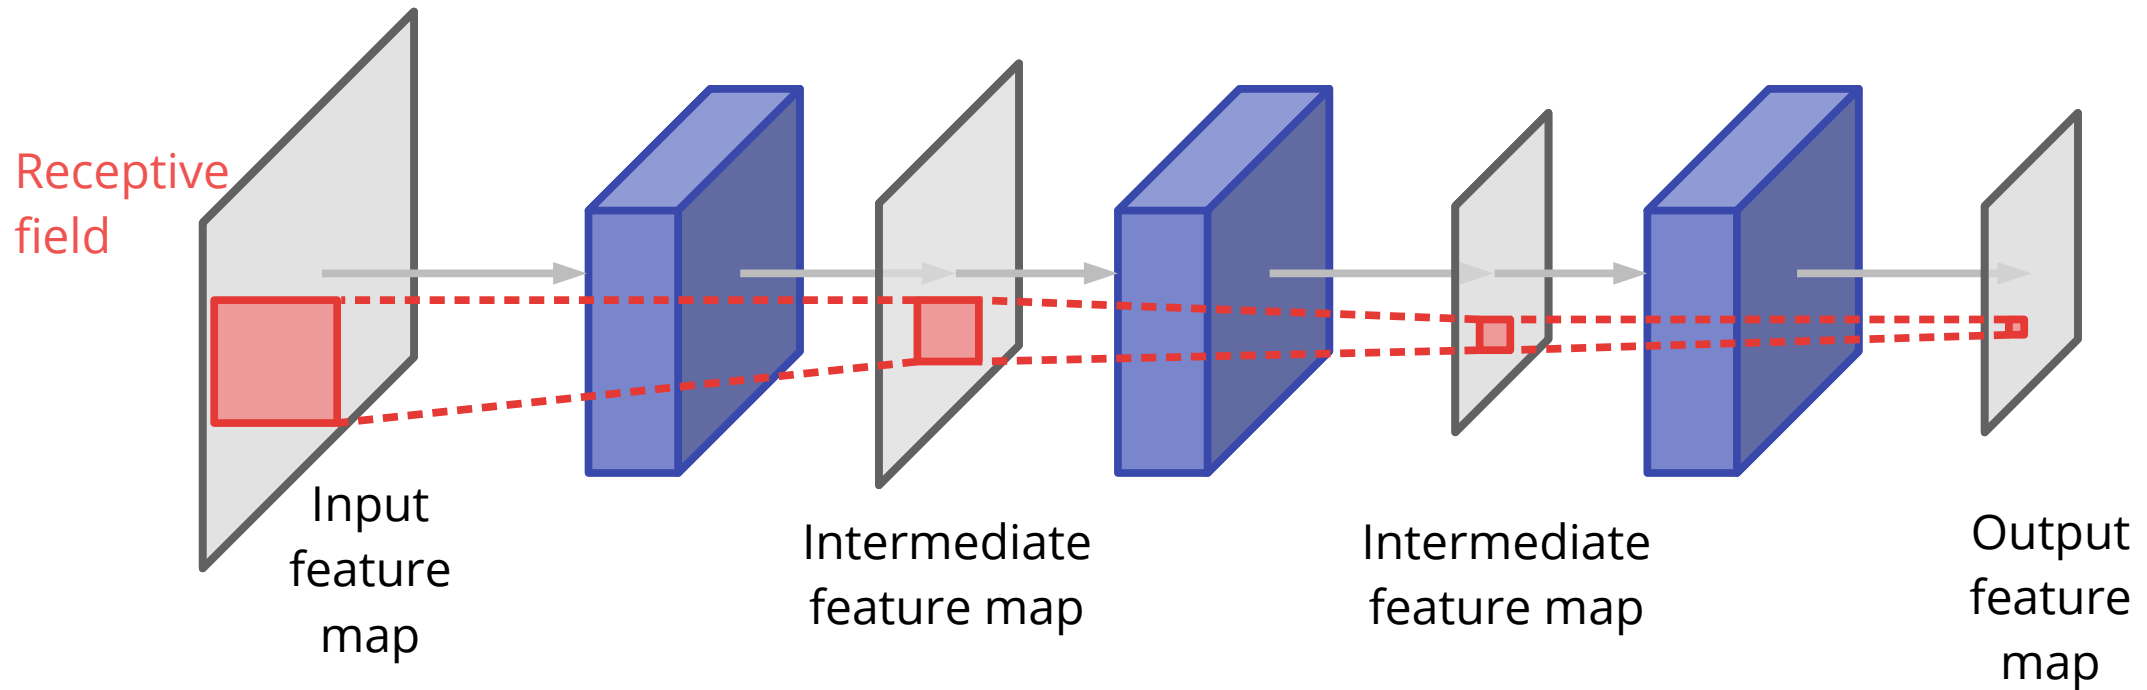 Receptive
field
Input
feature
map
Intermediate
feature map
Intermediate
feature map
Output
feature
map